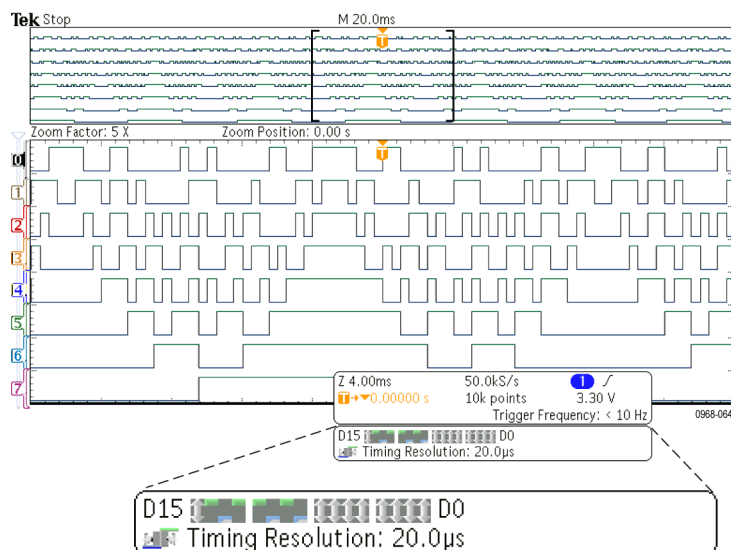 Tek Stop M 20.0ms
T
Zoom Factor: 5 X Zoom Position: 0.00 s
0
T
1
2
3
4
5
6
7
Z 4.00ms 50.0kS/s 1
T→▼0.00000 s 10k points 3.30 V
Trigger Frequency: < 10 Hz
0968-064
D15 D0
Timing Resolution: 20.0µs
D15 D0
Timing Resolution: 20.0µs